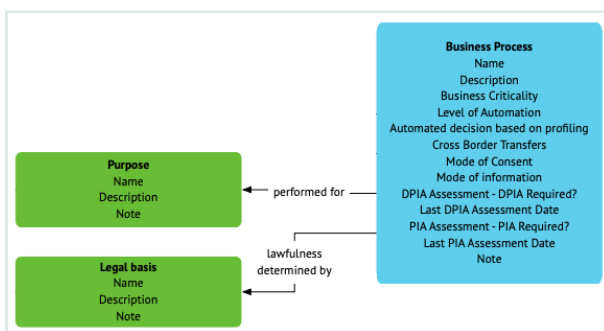 Business Process
Name
Description
Business Criticality
Level of Automation
Automated decision based on profiling
Cross Border Transfers
Mode of Consent
Mode of information
DPIA Assessment - DPIA Required?
Last DPIA Assessment Date
PIA Assessment - PIA Required?
Last PIA Assessment Date
Note
Purpose
Name
Description
Note
performed for
Legal basis
Name
Description
Note
lawfulness
determined by